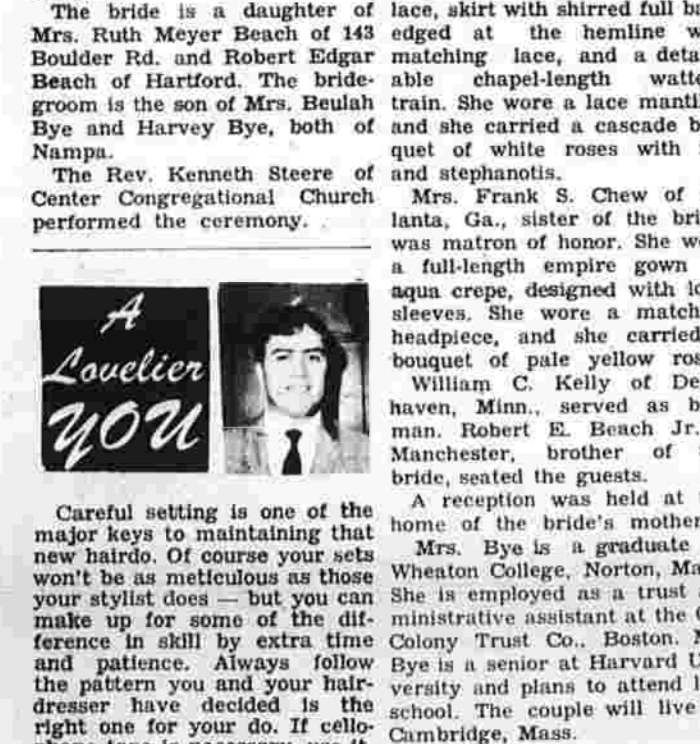 The bride is a daughter of
Mrs. Ruth Meyer Beach of 143
Boulder Rd. and Robert Edgar
Beach of Hartford. The bride-
groom is the son of Mrs. Beulah
Bye and Harvey Bye, both of
Nampa.
The Rev. Kenneth Steere of
Center Congregational Church
performed the ceremony.
A
Lovelier
YOU
Careful setting is one of the
major keys to maintaining that
new hairdo. Of course your sets
won't be as meticulous as those
your stylist does — but you can
make up for some of the dif-
ference in skill by extra time
and patience. Always follow
the pattern you and your hair-
dresser have decided is the
right one for your do. If cello-
lace, skirt with shirred full
edged at the hemline
matching lace, and a
able chapel-length
train. She wore a lace
and she carried a cascade
quet of white roses with
and stephanotis.
Mrs. Frank S. Chew of
lanta, Ga., sister of the
was matron of honor. She
a full-length empire gown
aqua crepe, designed with
sleeves. She wore a
headpiece, and she carried
bouquet of pale yellow
William C. Kelly of
haven, Minn., served as
man. Robert E. Beach Jr.
Manchester, brother of
bride, seated the guests.
A reception was held at
home of the bride's mother
Mrs. Bye is a graduate
Wheaton College, Norton,
She is employed as a trust
ministrative assistant at the
Colony Trust Co., Boston.
Bye is a senior at Harvard
versity and plans to attend
school. The couple will live
Cambridge, Mass.